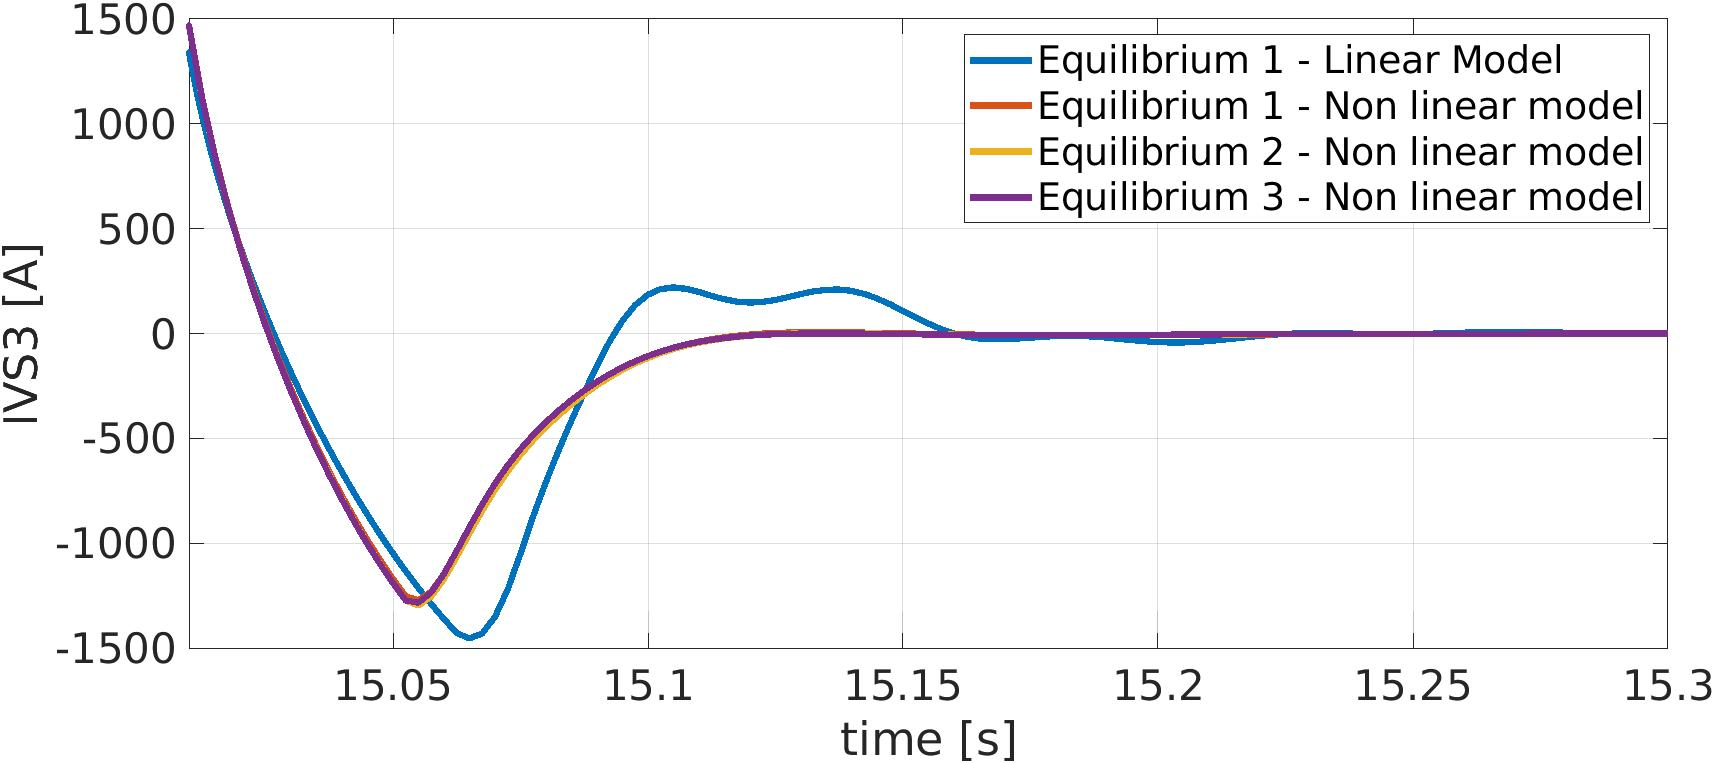 1500
1000
500
0
-500
-1000
-1500
IVS3 [A]
Equilibrium 1 - Linear Model
Equilibrium 1 - Non linear model
Equilibrium 2 - Non linear model
Equilibrium 3 - Non linear model
15.05
15.1
15.15
15.2
15.25
15.3
time [s]